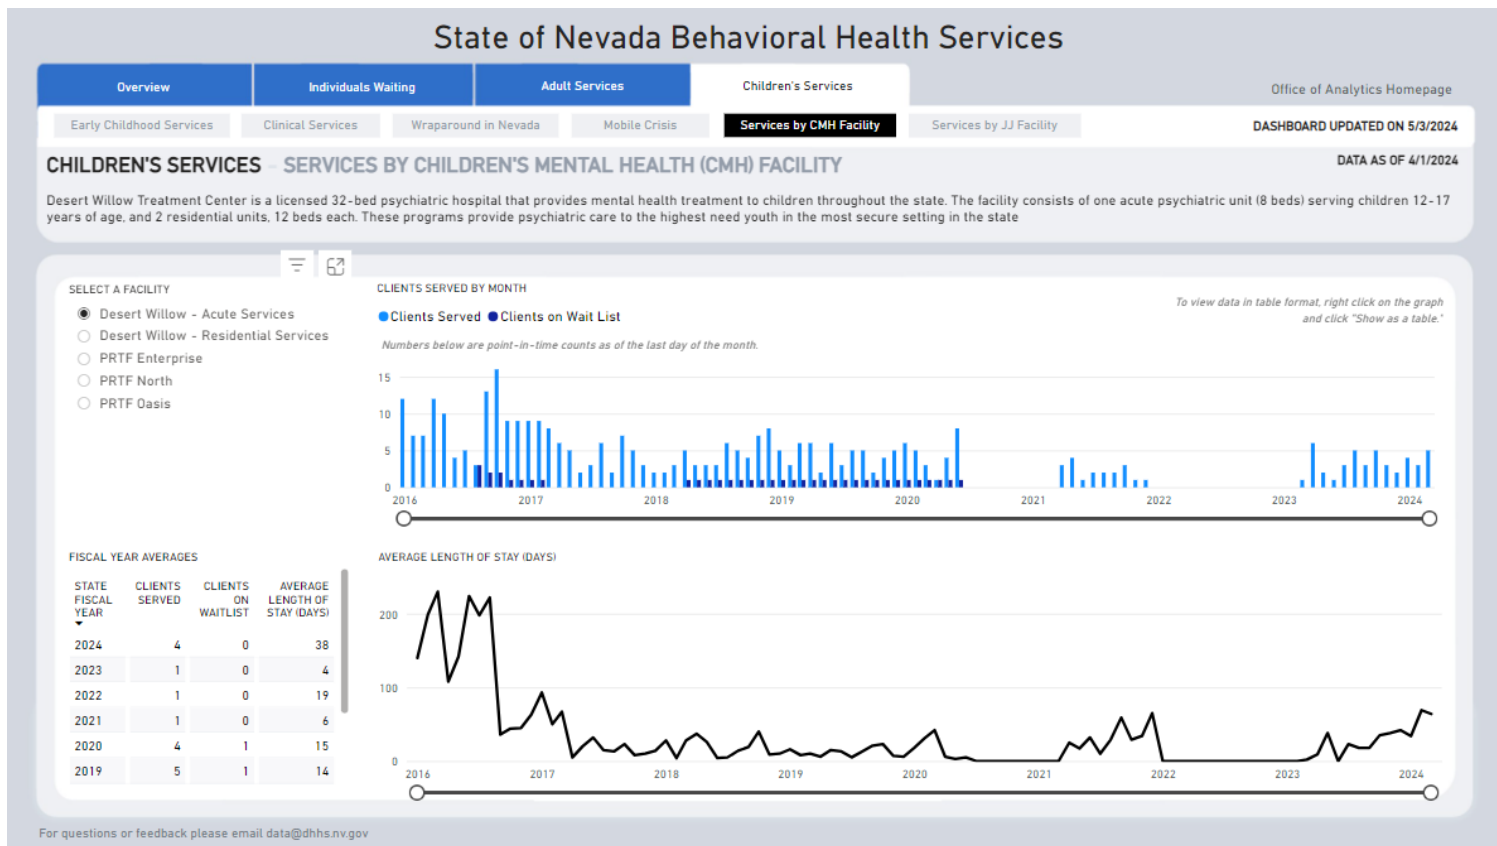 State of Nevada Behavioral Health Services
Overview
Individuals Waiting
Adult Services
Children's Services
Office of Analytics Homepage
Early Childhood Services
Clinical Services
Wraparound in Nevada
Mobile Crisis
Services by CMH Facility
Services by JJ Facility
DASHBOARD UPDATED ON 5/3/2024
CHILDREN'S SERVICES – SERVICES BY CHILDREN'S MENTAL HEALTH (CMH) FACILITY
DATA AS OF 4/1/2024
Desert Willow Treatment Center is a licensed 32-bed psychiatric hospital that provides mental health treatment to children throughout the state. The facility consists of one acute psychiatric unit (8 beds) serving children 12-17
years of age, and 2 residential units, 12 beds each. These programs provide psychiatric care to the highest need youth in the most secure setting in the state
SELECT A FACILITY
Desert Willow - Acute Services
Desert Willow - Residential Services
PRTF Enterprise
PRTF North
PRTF Oasis
CLIENTS SERVED BY MONTH
Clients Served Clients on Wait List
To view data in table format, right click on the graph
and click "Show as a table."
Numbers below are point-in-time counts as of the last day of the month.
15
10
5
0
2016 2017 2018 2019 2020 2021 2022 2023 2024
FISCAL YEAR AVERAGES
STATE FISCAL YEAR CLIENTS SERVED CLIENTS ON WAITLIST AVERAGE LENGTH OF STAY (DAYS)
2024 4 0 38
2023 1 0 4
2022 1 0 19
2021 1 0 6
2020 4 1 15
2019 5 1 14
AVERAGE LENGTH OF STAY (DAYS)
200
100
0
2016 2017 2018 2019 2020 2021 2022 2023 2024
For questions or feedback please email data@dhhs.nv.gov